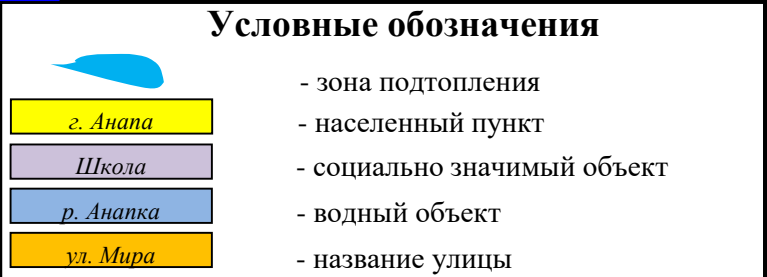 Условные обозначения
- зона подтопления
г. Анапа - населенный пункт
Школа - социально значимый объект
р. Анапка - водный объект
ул. Мира - название улицы